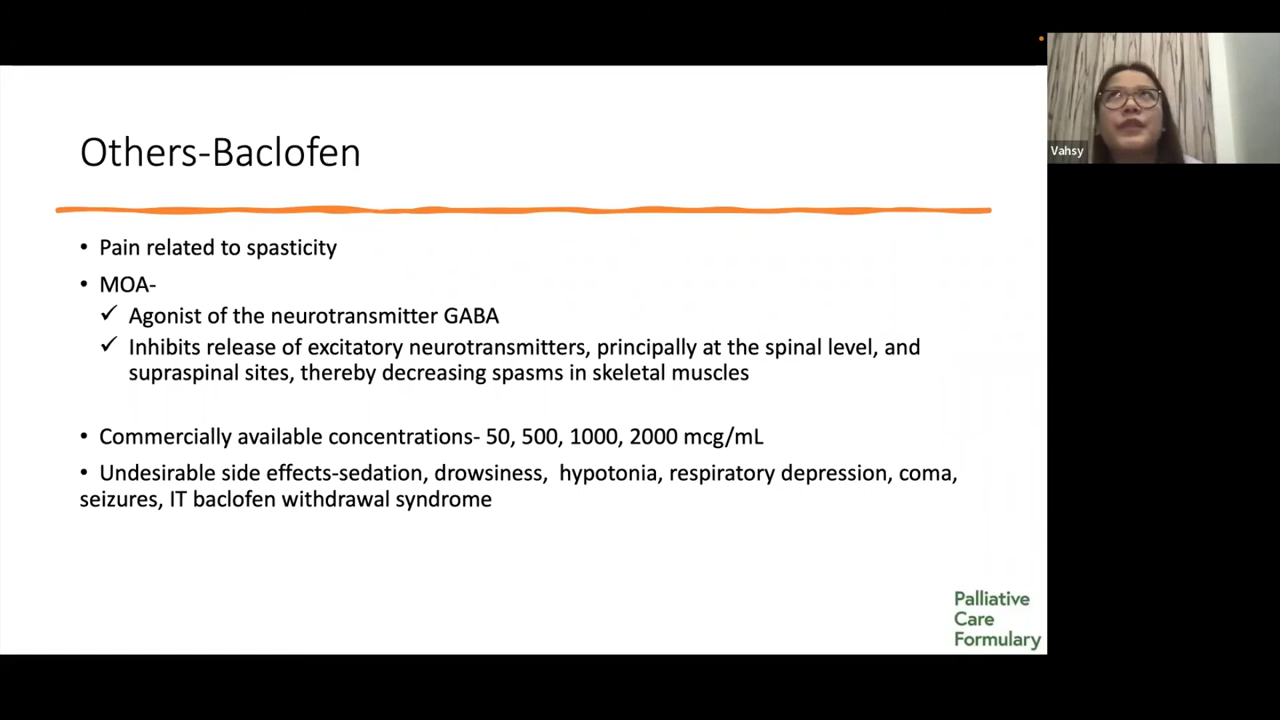 Others-Baclofen
• Pain related to spasticity
• MOA-
✓ Agonist of the neurotransmitter GABA
✓ Inhibits release of excitatory neurotransmitters, principally at the spinal level, and
supraspinal sites, thereby decreasing spasms in skeletal muscles
• Commercially available concentrations- 50, 500, 1000, 2000 mcg/mL
• Undesirable side effects-sedation, drowsiness, hypotonia, respiratory depression, coma,
seizures, IT baclofen withdrawal syndrome
Palliative
Care
Formulary
Vahsy